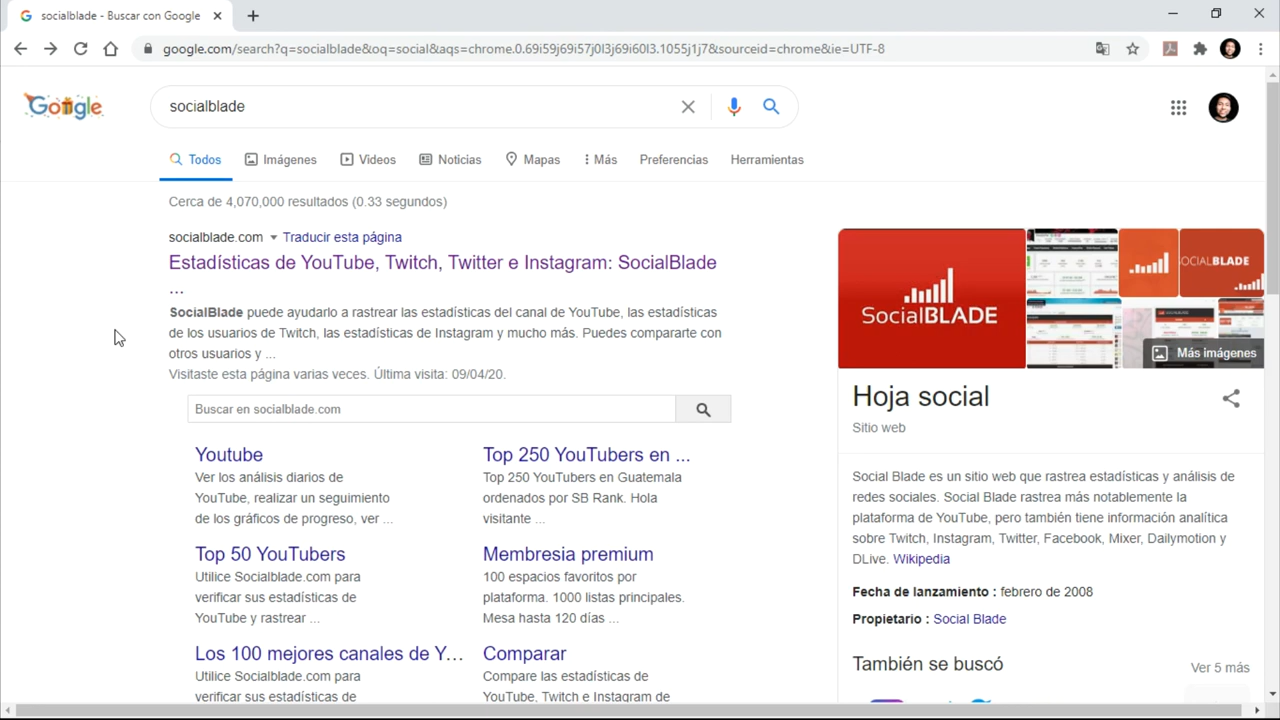 socialblade - Buscar con Google
google.com/search?q=socialblade&oq=social&aqs=chrome.0.69i59j69i57j0l3j69i60l3.1055j1j7&sourceid=chrome&ie=UTF-8
Google
socialblade
Todos Imágenes Videos Noticias Mapas Más Preferencias Herramientas
Cerca de 4,070,000 resultados (0.33 segundos)
socialblade.com Traducir esta página
Estadísticas de YouTube, Twitch, Twitter e Instagram: SocialBlade
...
SocialBlade puede ayudarlo a rastrear las estadísticas del canal de YouTube, las estadísticas
de los usuarios de Twitch, las estadísticas de Instagram y mucho más. Puedes compararte con
otros usuarios y ...
Visitaste esta página varias veces. Última visita: 09/04/20.
Buscar en socialblade.com
Youtube
Ver los análisis diarios de
YouTube, realizar un seguimiento
de los gráficos de progreso, ver ...
Top 250 YouTubers en ...
Top 250 YouTubers en Guatemala
ordenados por SB Rank. Hola
visitante ...
Top 50 YouTubers
Utilice Socialblade.com para
verificar sus estadísticas de
YouTube y rastrear ...
Membresia premium
100 espacios favoritos por
plataforma. 1000 listas principales.
Mesa hasta 120 días ...
Los 100 mejores canales de Y...
Utilice Socialblade.com para
verificar sus estadísticas de
Comparar
Compare las estadísticas de
YouTube, Twitch e Instagram de
SOCIALBLADE
SOCIALBLADE
Más imágenes
Hoja social
Sitio web
Social Blade es un sitio web que rastrea estadísticas y análisis de
redes sociales. Social Blade rastrea más notablemente la
plataforma de YouTube, pero también tiene información analítica
sobre Twitch, Instagram, Twitter, Facebook, Mixer, Dailymotion y
DLive. Wikipedia
Fecha de lanzamiento : febrero de 2008
Propietario : Social Blade
También se buscó
Ver 5 más